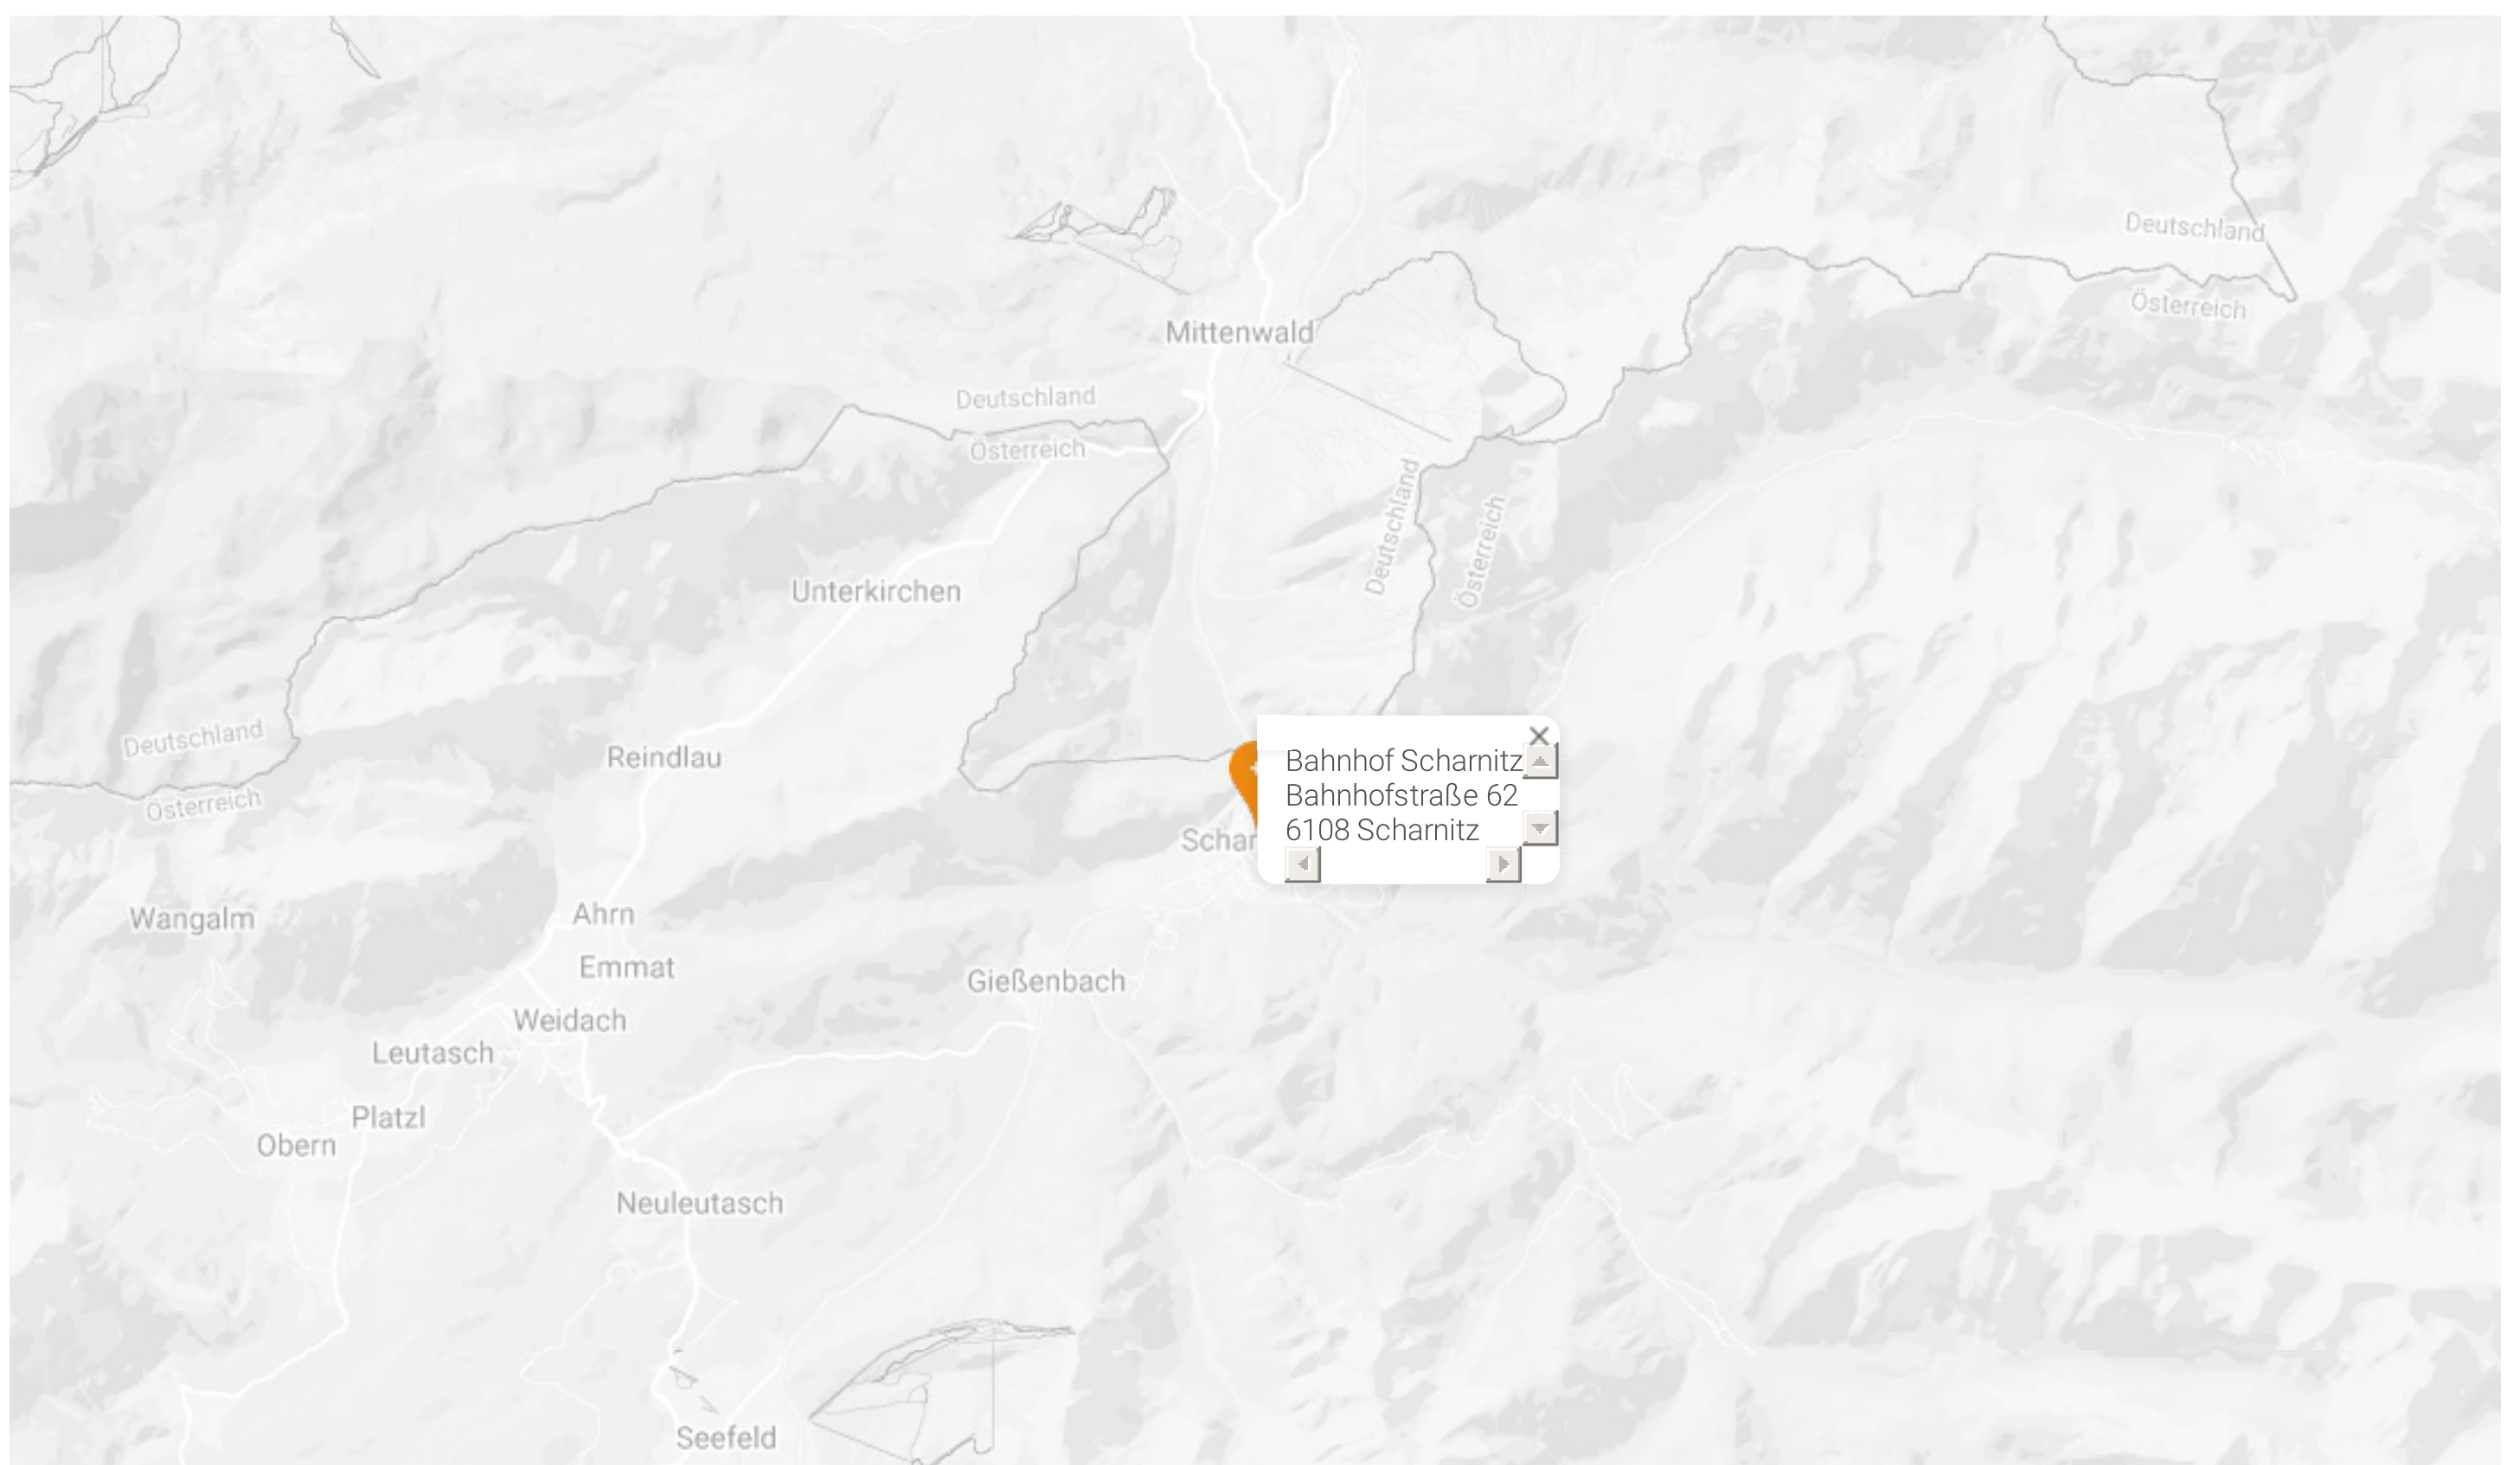 Deutschland
Österreich
Mittenwald
Deutschland
Österreich
Deutschland
Österreich
Unterkirchen
Deutschland
Österreich
Reindlau
Bahnhof Scharnitz
Bahnhofstraße 62
6108 Scharnitz
Schar
Wangalm
Ahrn
Emmat
Gießenbach
Weidach
Leutasch
Platzl
Obern
Neuleutasch
Seefeld